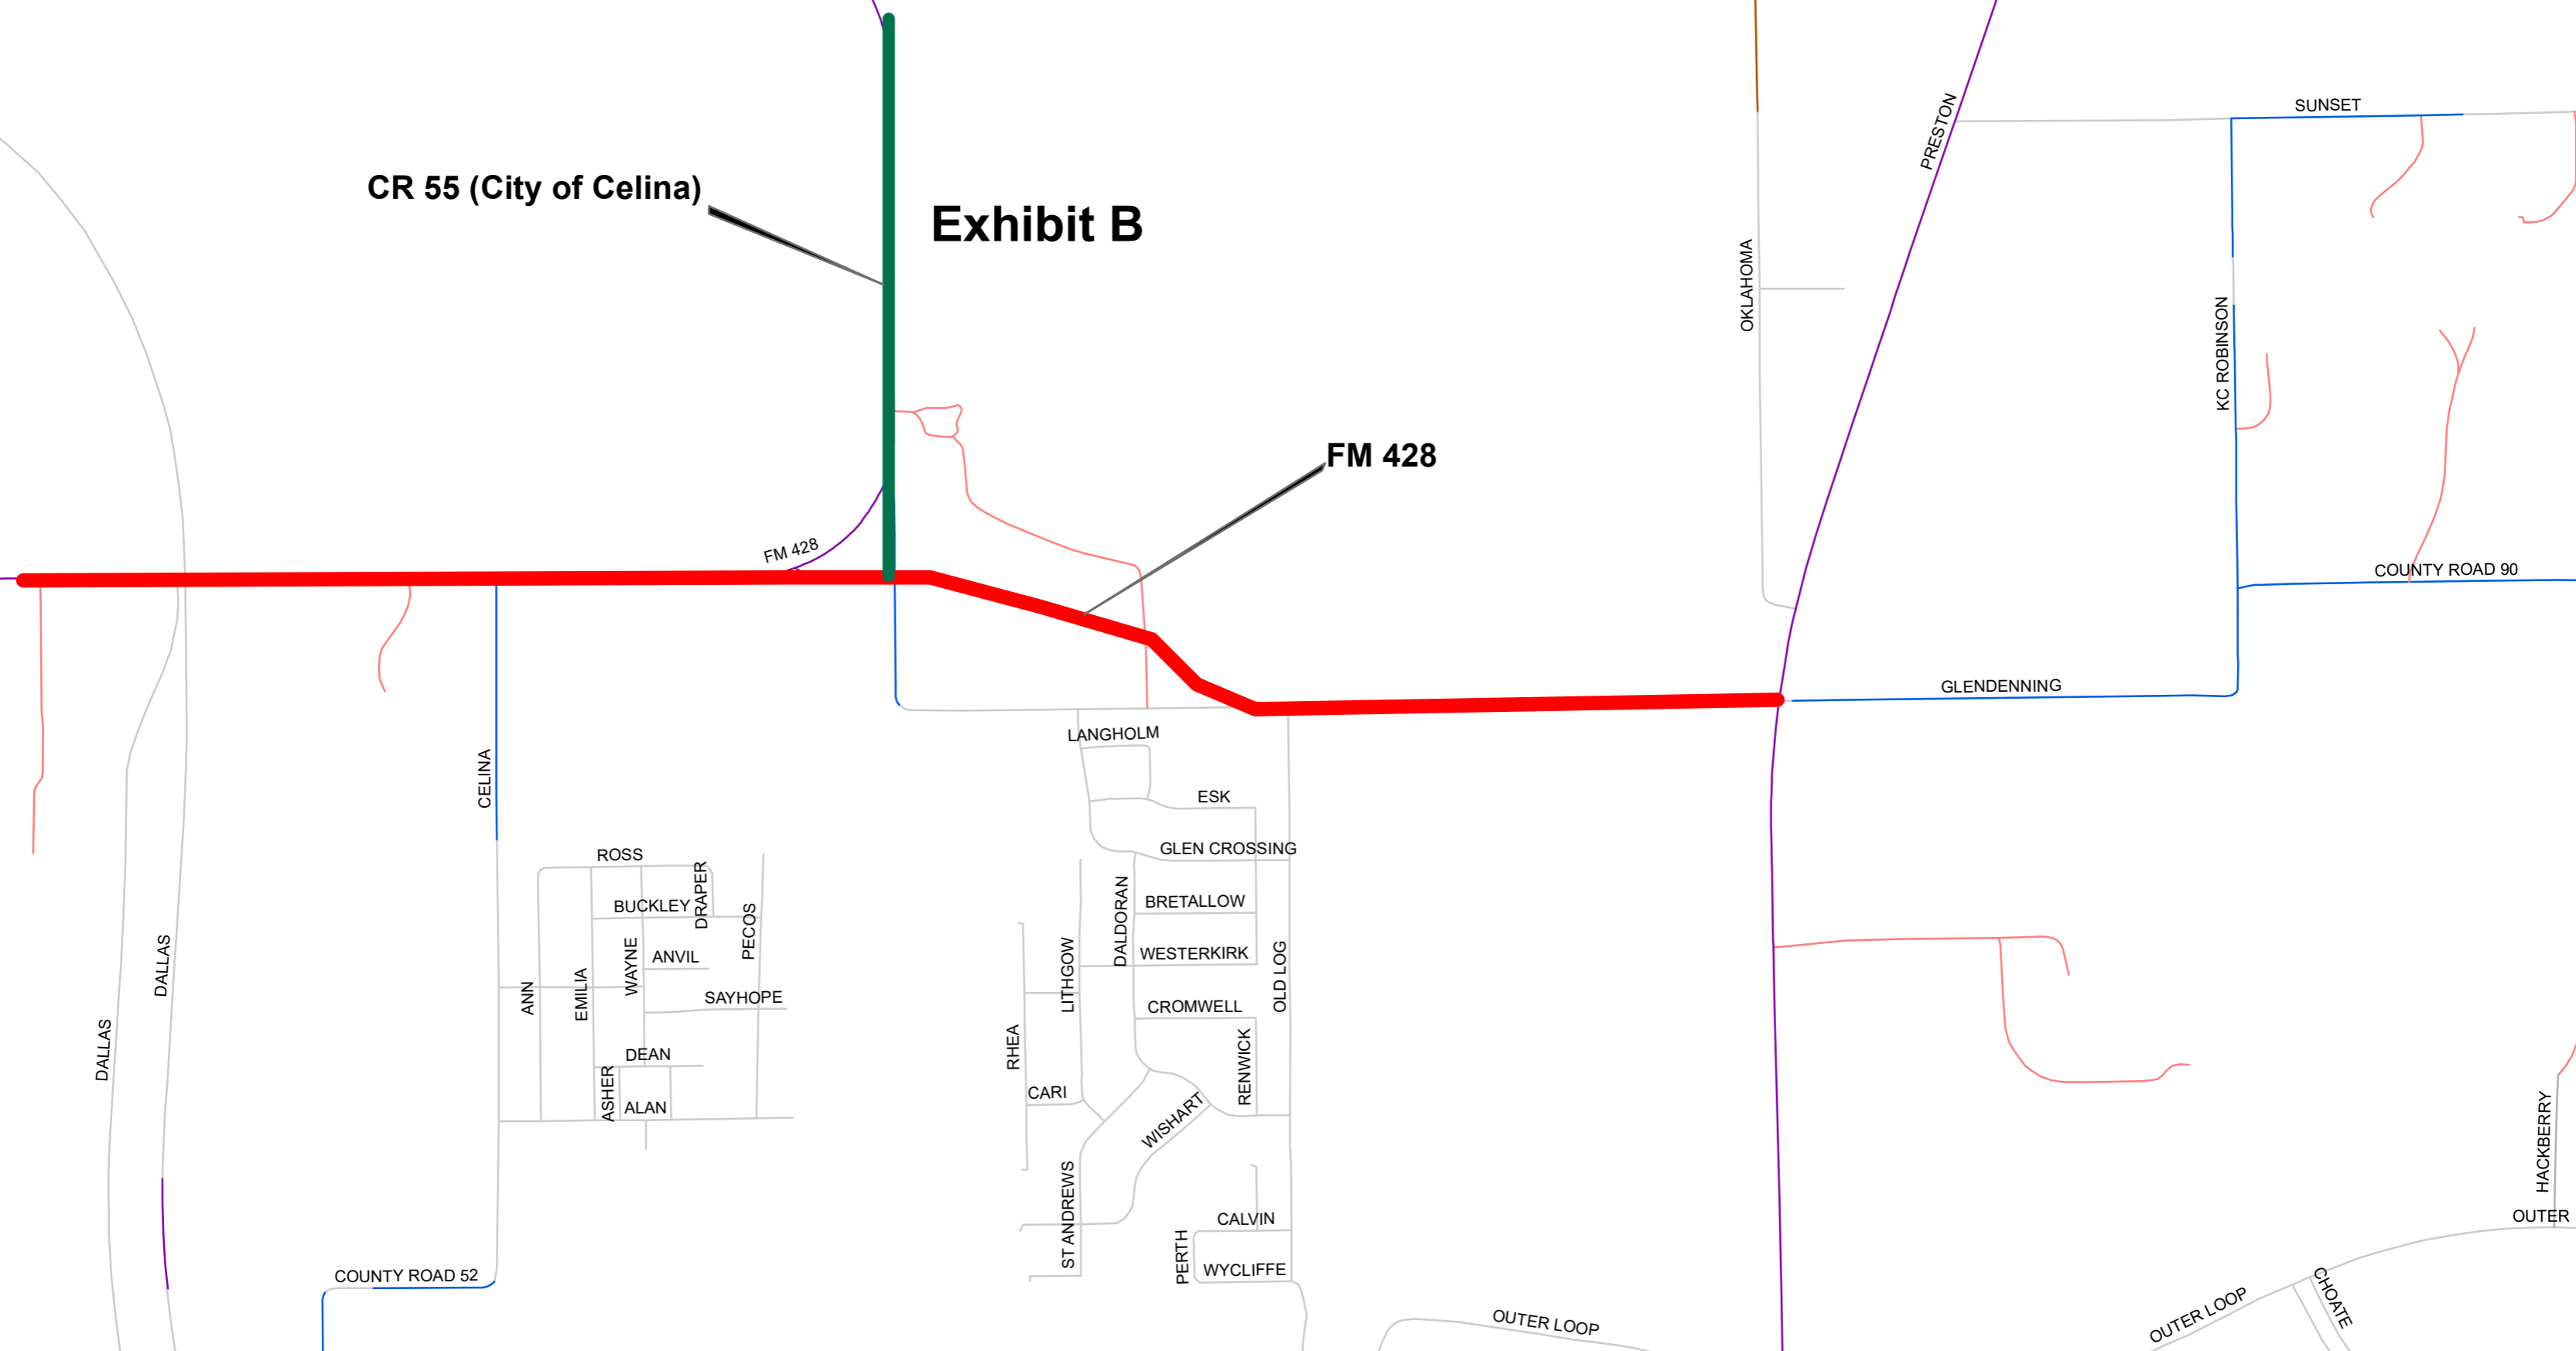 SUNSET
PRESTON
CR 55 (City of Celina)
Exhibit B
OKLAHOMA
KC ROBINSON
FM 428
FM 428
COUNTY ROAD 90
GLENDENNING
LANGHOLM
CELINA
ESK
GLEN CROSSING
ROSS
DRAPER
BUCKLEY
PECOS
WAYNE
ANVIL
SAYHOPE
ANN
EMILIA
DEAN
ASHER
ALAN
DALLAS
DALLAS
DALDORAN
BRETALLOW
WESTERKIRK
LITHGOW
OLD LOG
CROMWELL
RHEA
RENWICK
CARI
WISHART
ST ANDREWS
CALVIN
PERTH
WYCLIFFE
HACKBERRY
OUTER
COUNTY ROAD 52
OUTER LOOP
OUTER LOOP
CHOATE